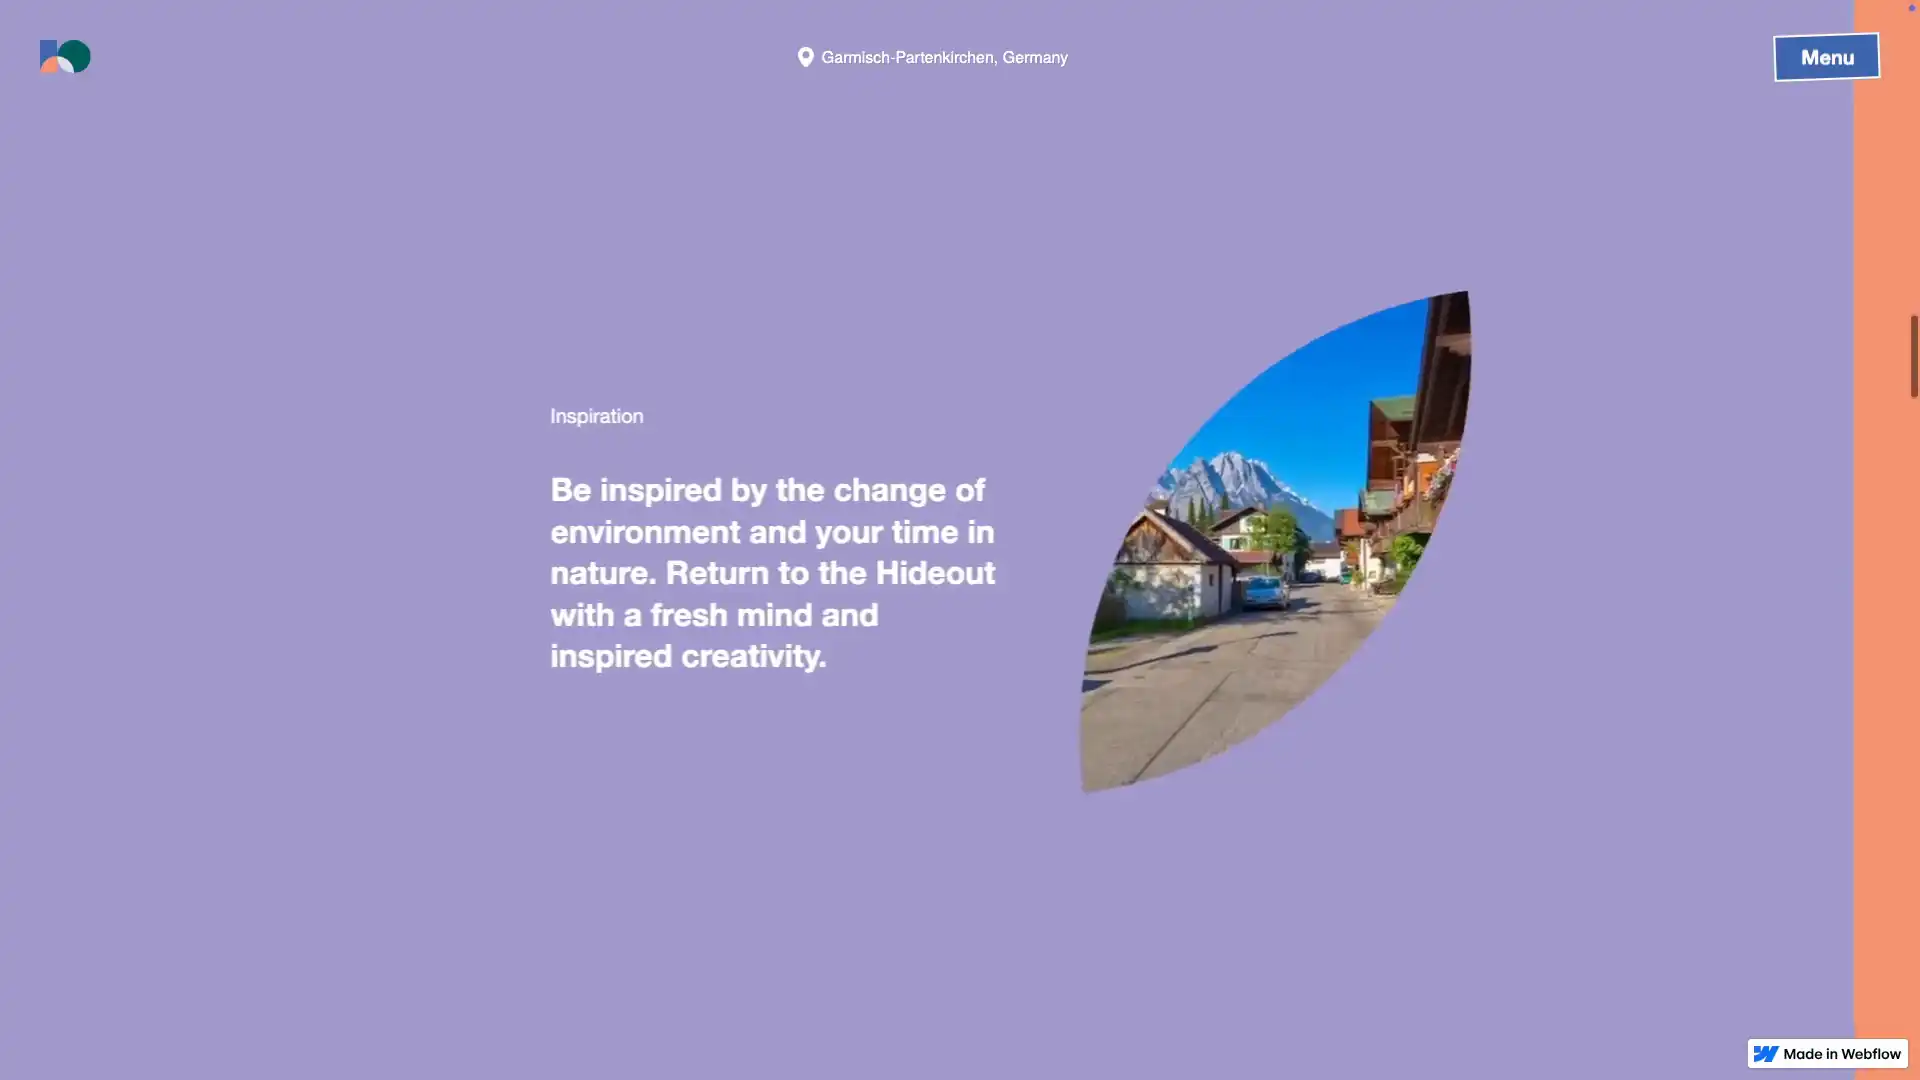 Garmisch-Partenkirchen, Germany
Menu
Inspiration
Be inspired by the change of
environment and your time in
nature. Return to the Hideout
with a fresh mind and
inspired creativity.
Made in Webflow